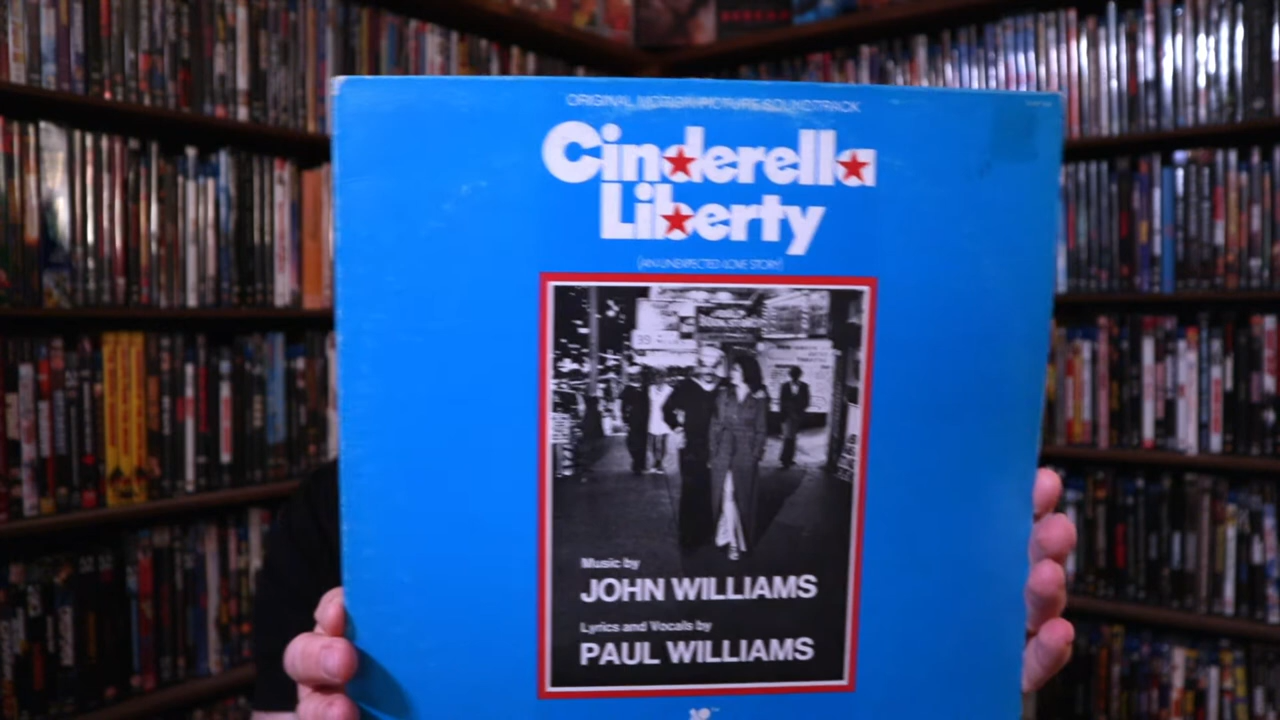 ORIGINAL MOTION PICTURE SOUNDTRACK
Cinderella
Liberty
(AN UNEXPECTED LOVE STORY)
Music by
JOHN WILLIAMS
Lyrics and Vocals by
PAUL WILLIAMS